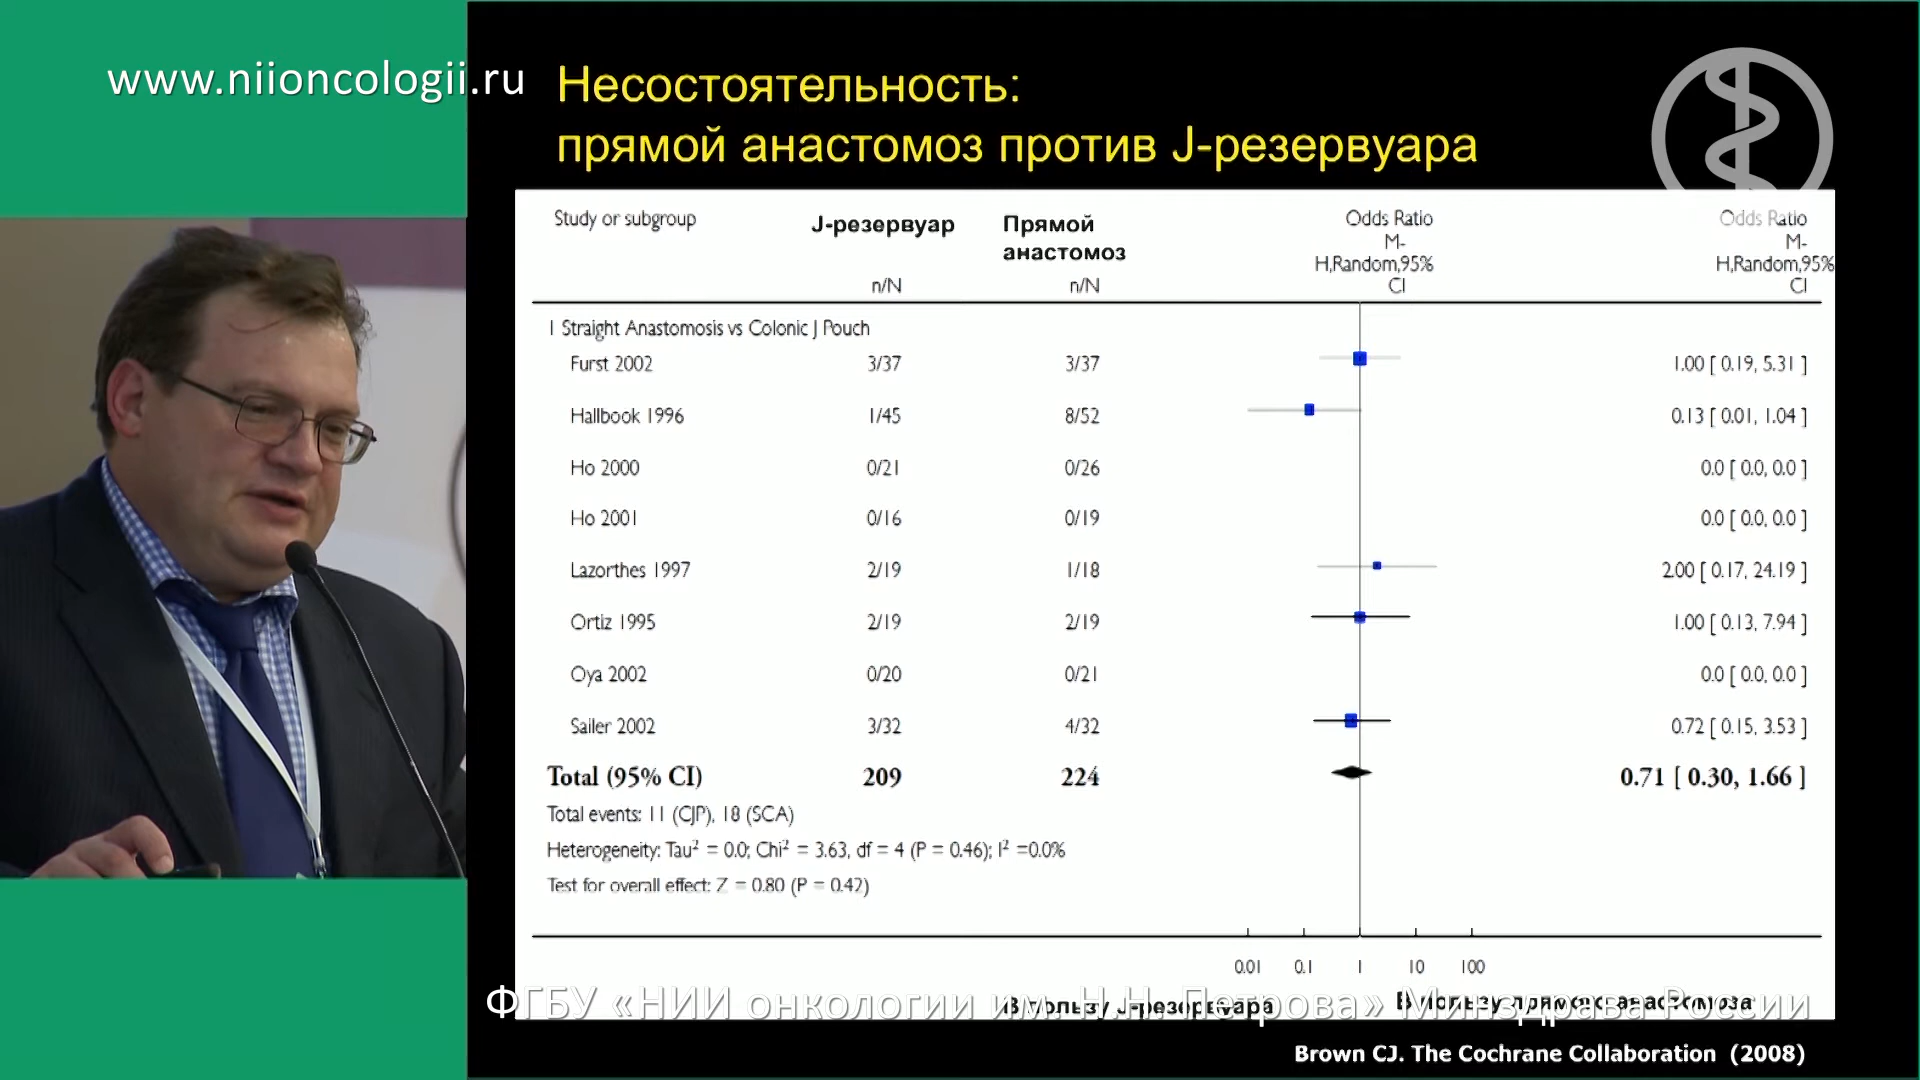 www.niioncologii.ru
Несостоятельность:
прямой анастомоз против J-резервуара
Study or subgroup J-резервуар Прямой анастомоз Odds Ratio Odds Ratio
M- M-
H,Random,95% H,Random,95%
n/N n/N CI CI
1 Straight Anastomosis vs Colonic J Pouch
Furst 2002 3/37 3/37 1.00 [ 0.19, 5.31 ]
Hallbook 1996 1/45 8/52 0.13 [ 0.01, 1.04 ]
Ho 2000 0/21 0/26 0.0 [ 0.0, 0.0 ]
Ho 2001 0/16 0/19 0.0 [ 0.0, 0.0 ]
Lazorthes 1997 2/19 1/18 2.00 [ 0.17, 24.19 ]
Ortiz 1995 2/19 2/19 1.00 [ 0.13, 7.94 ]
Oya 2002 0/20 0/21 0.0 [ 0.0, 0.0 ]
Sailer 2002 3/32 4/32 0.72 [ 0.15, 3.53 ]
Total (95% CI) 209 224 0.71 [ 0.30, 1.66 ]
Total events: 11 (CJP), 18 (SCA)
Heterogeneity: Tau² = 0.0; Chi² = 3.63, df = 4 (P = 0.46); I² =0.0%
Test for overall effect: Z = 0.80 (P = 0.42)
0.01 0.1 1 10 100
В пользу J-резервуара В пользу прямого анастомоза
ФГБУ «НИИ онкологии им. Н.Н. Петрова» Минздрава России
Brown CJ. The Cochrane Collaboration (2008)